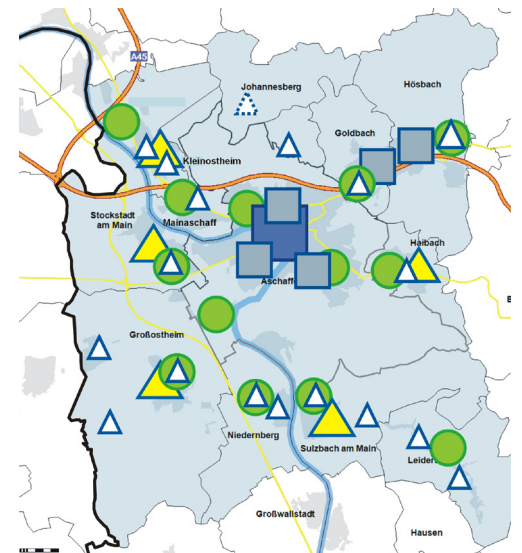 A45
Johannesberg
Hösbach
Goldbach
Kleinostheim
Stockstadt
am Main
Mainaschaff
Haibach
Aschaff
Großostheim
Niedernberg
Sulzbach am Main
Leider
Großwallstadt
Hausen